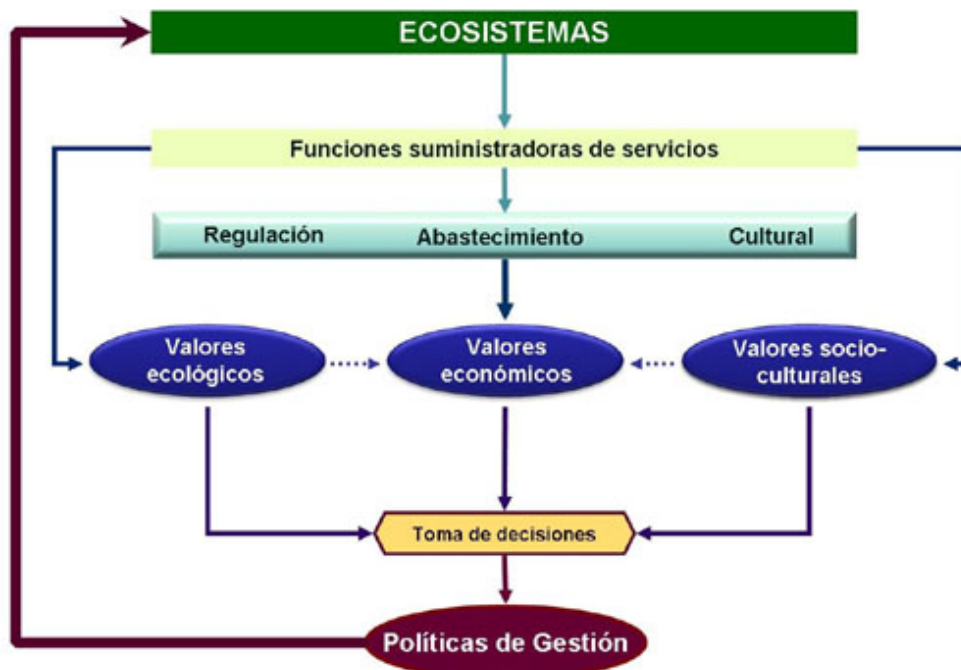 ECOSISTEMAS
Funciones suministradoras de servicios
Regulación Abastecimiento Cultural
Valores
ecológicos
Valores
económicos
Valores socio-
culturales
Toma de decisiones
Políticas de Gestión